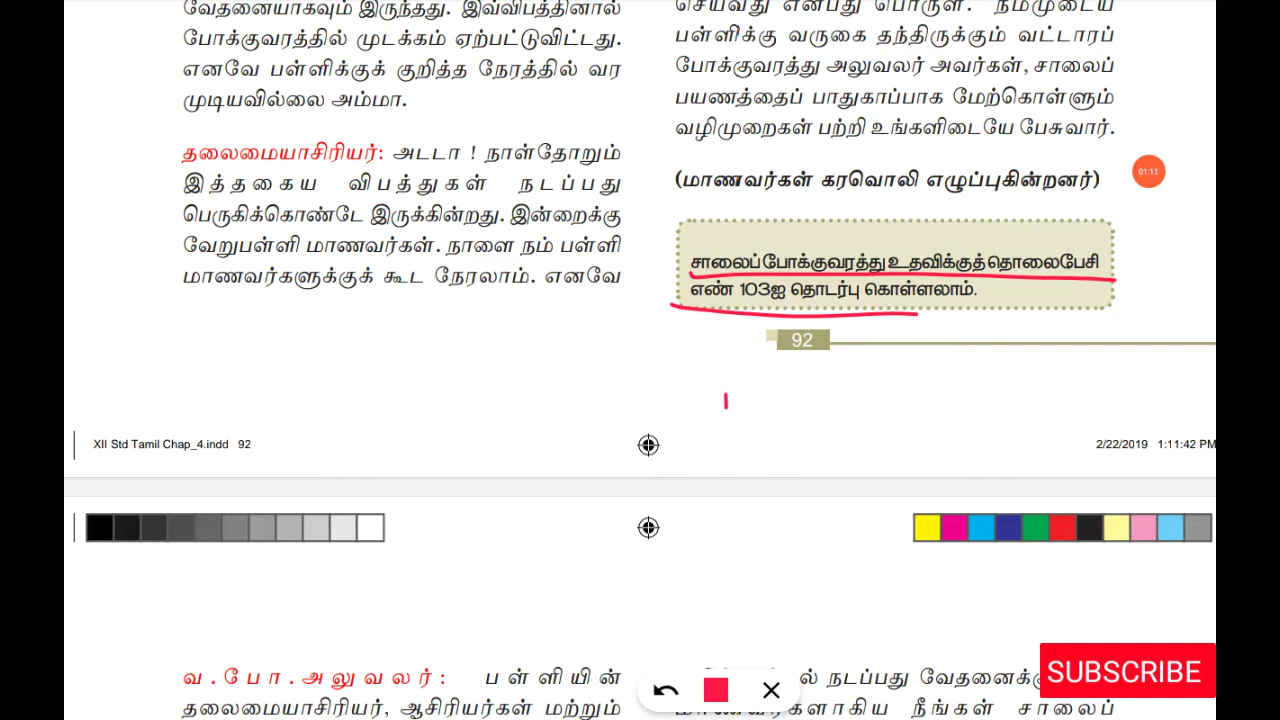 வேதனையாகவும் இருந்தது. இவ்விபத்தினால்
போக்குவரத்தில் முடக்கம் ஏற்பட்டுவிட்டது.
எனவே பள்ளிக்குக் குறித்த நேரத்தில் வர
முடியவில்லை அம்மா.
தலைமையாசிரியர்: அடடா ! நாள்தோறும்
இத்தகைய விபத்துகள் நடப்பது
பெருகிக்கொண்டே இருக்கின்றது. இன்றைக்கு
வேறுபள்ளி மாணவர்கள். நாளை நம் பள்ளி
மாணவர்களுக்குக் கூட நேரலாம். எனவே
செய்வது என்பது பொருள். நம்முடைய
பள்ளிக்கு வருகை தந்திருக்கும் வட்டாரப்
போக்குவரத்து அலுவலர் அவர்கள், சாலைப்
பயணத்தைப் பாதுகாப்பாக மேற்கொள்ளும்
வழிமுறைகள் பற்றி உங்களிடையே பேசுவார்.
(மாணவர்கள் கரவொலி எழுப்புகின்றனர்)
01:11
சாலைப் போக்குவரத்து உதவிக்குத் தொலைபேசி
எண் 103ஐ தொடர்பு கொள்ளலாம்.
92
XII Std Tamil Chap_4.indd 92
2/22/2019 1:11:42 PM
வ.போ.அலுவலர்: பள்ளியின்
தலைமையாசிரியர், ஆசிரியர்கள் மற்றும்
நடப்பது
நீங்கள் சாலைப்
SUBSCRIBE